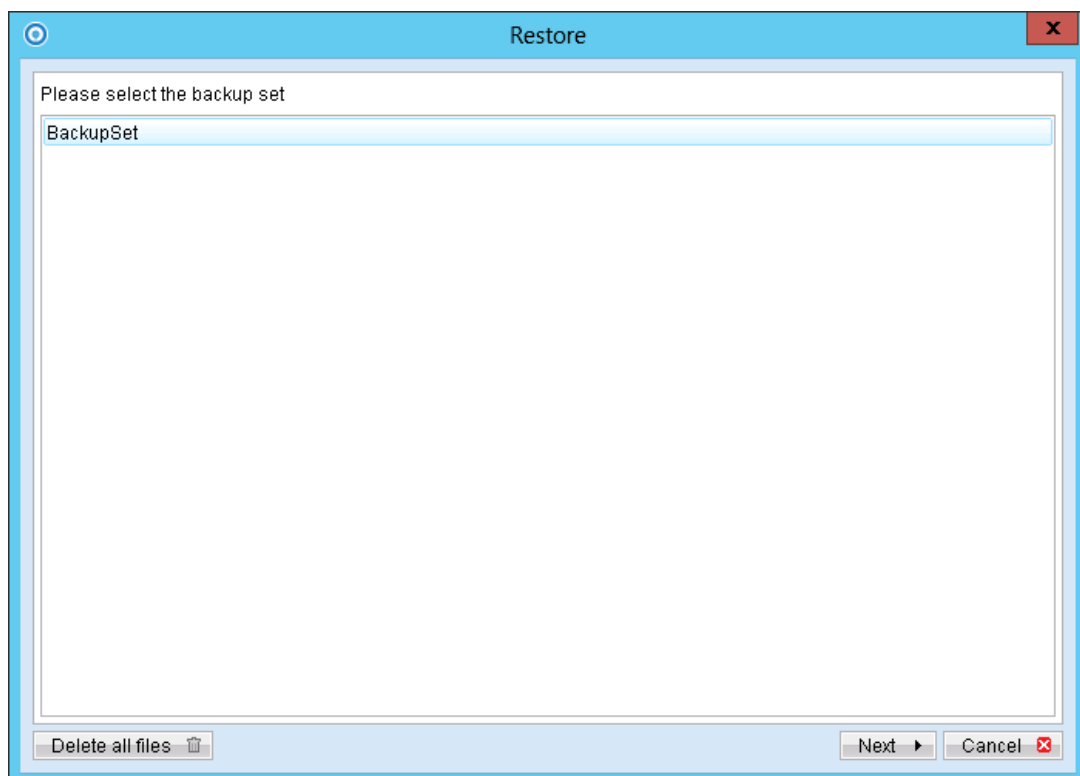 Restore
Please select the backup set
BackupSet
Delete all files
Next
Cancel